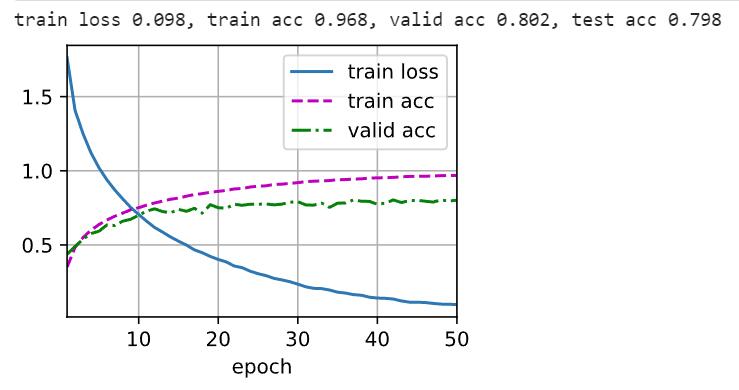 train loss 0.098, train acc 0.968, valid acc 0.802, test acc 0.798
train loss
train acc
valid acc
1.5
1.0
0.5
10 20 30 40 50
epoch